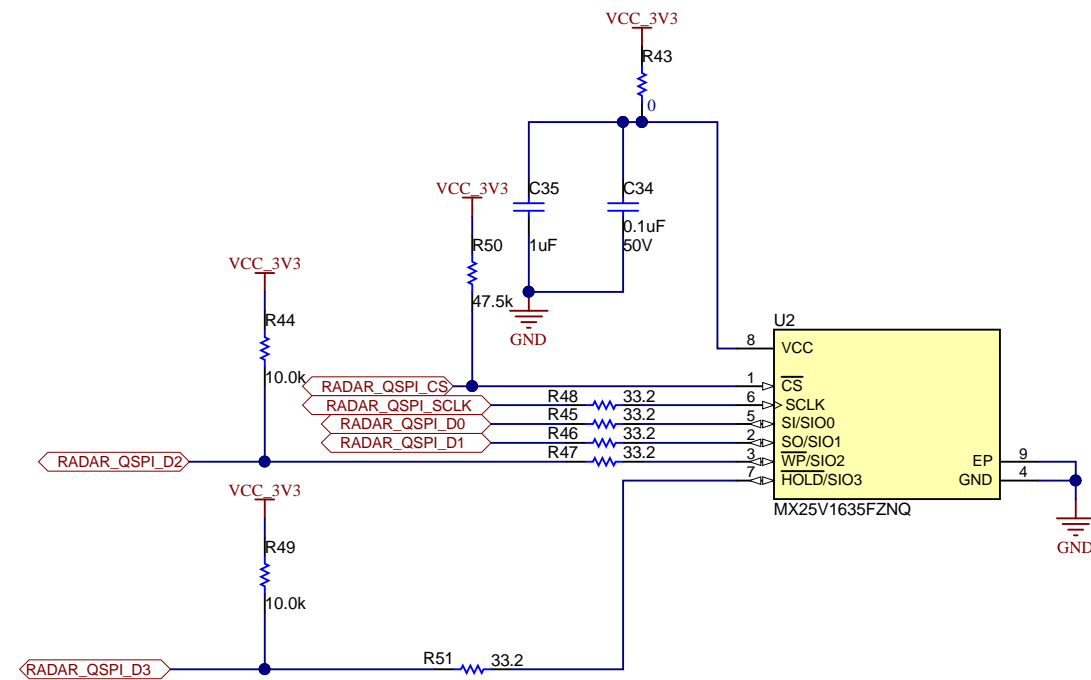 VCC_3V3
R43
0
VCC_3V3
C35
C34
0.1uF
R50
1uF
50V
VCC_3V3
47.5k
R44
GND
U2
8
VCC
10.0k
RADAR_QSPI_CS
1
CS
RADAR_QSPI_SCLK
R48
33.2
6
SCLK
RADAR_QSPI_D0
R45
33.2
5
SI/SIO0
RADAR_QSPI_D1
R46
33.2
2
SO/SIO1
RADAR_QSPI_D2
R47
33.2
3
WP/SIO2
EP
9
7
HOLD/SIO3
GND
4
VCC_3V3
MX25V1635FZNQ
R49
GND
10.0k
RADAR_QSPI_D3
R51
33.2